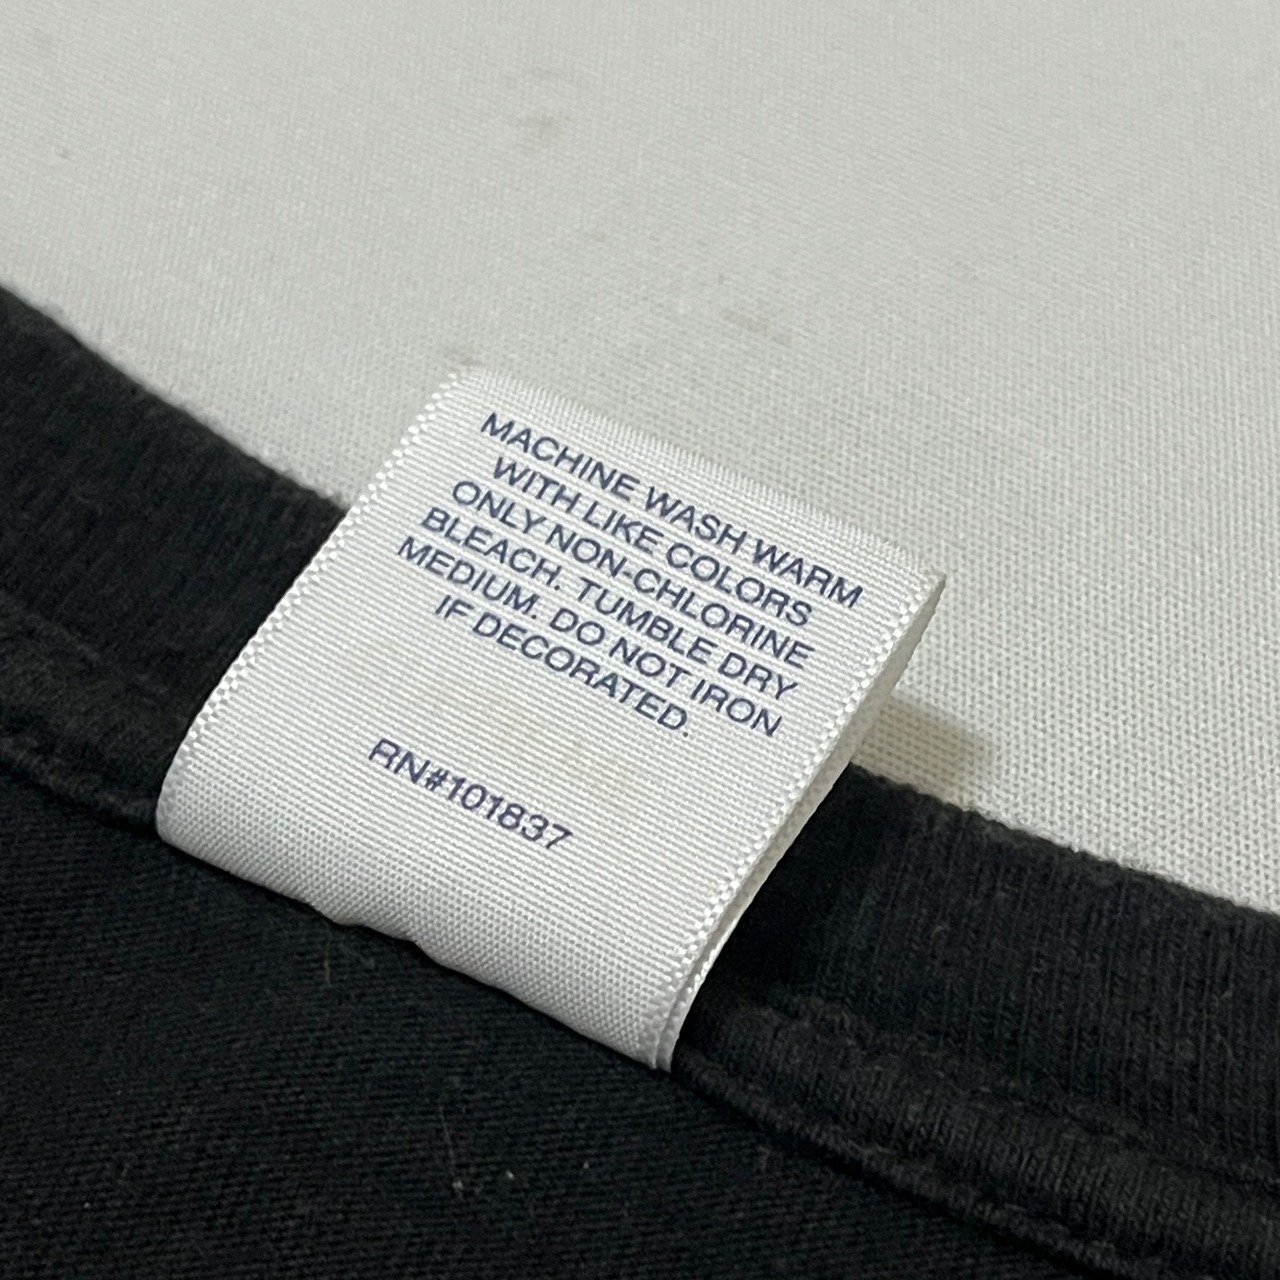 MACHINE WASH WARM
WITH LIKE COLORS
ONLY NON-CHLORINE
BLEACH. TUMBLE DRY
MEDIUM. DO NOT IRON
IF DECORATED.
RN#101837